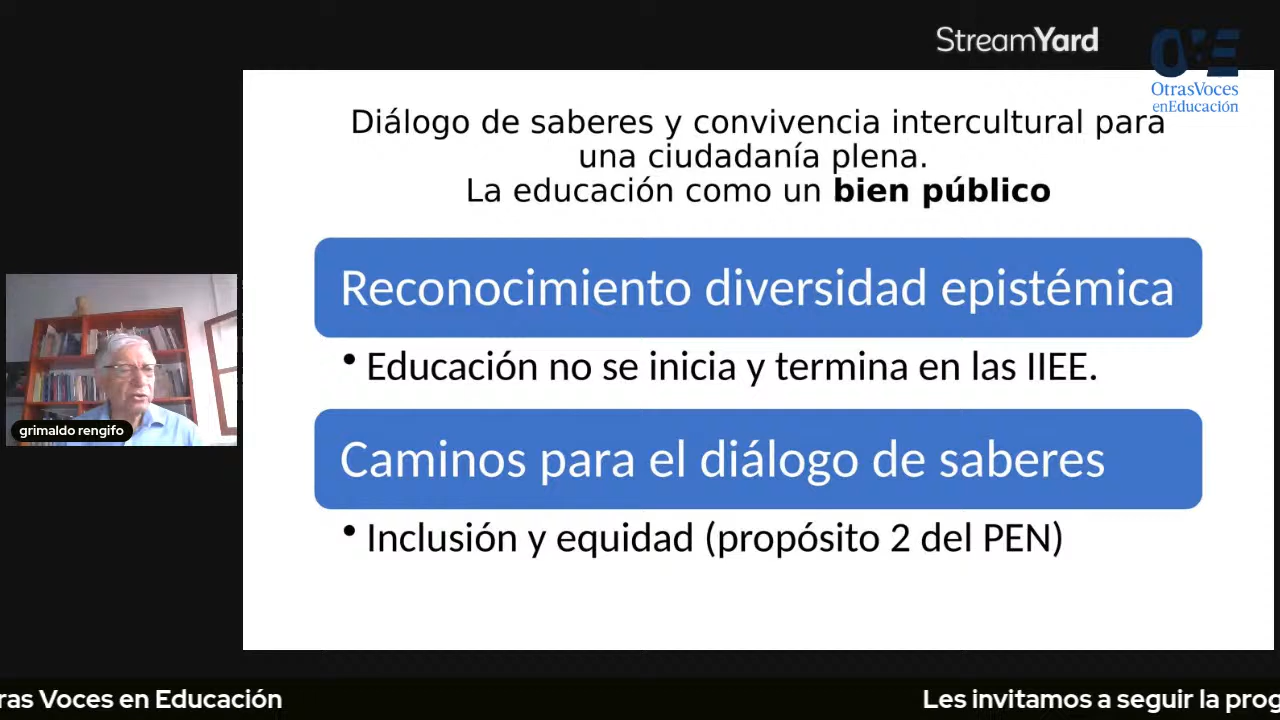 StreamYard
OtrasVoces
enEducación
Diálogo de saberes y convivencia intercultural para
una ciudadanía plena.
La educación como un bien público
Reconocimiento diversidad epistémica
• Educación no se inicia y termina en las IIEE.
grimaldo rengifo
Caminos para el diálogo de saberes
• Inclusión y equidad (propósito 2 del PEN)
ras Voces en Educación
Les invitamos a seguir la prog